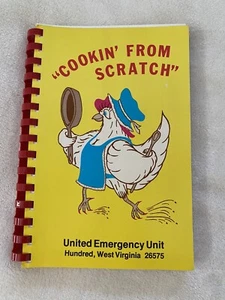 "COOKIN' FROM
SCRATCH"
United Emergency Unit
Hundred, West Virginia 26575